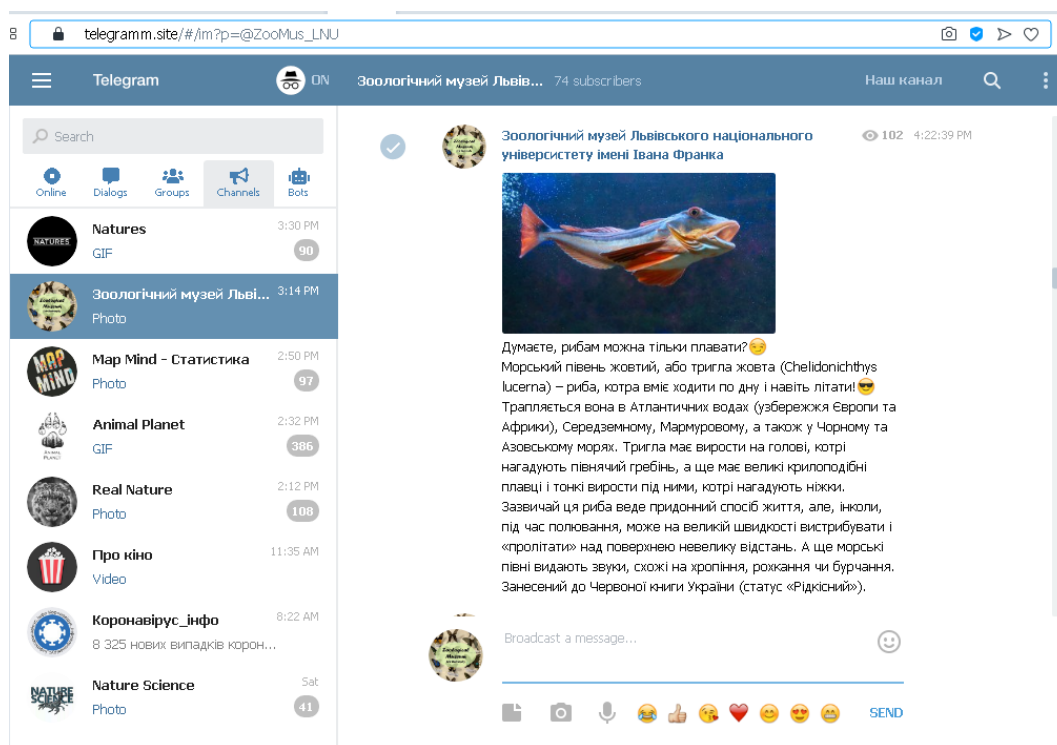 telegramm.site/#/im?p=@ZooMus_LNU
Telegram
ON
Зоологічний музей Львів... 74 subscribers
Наш канал
Search
Online
Dialogs
Groups
Channels
Bots
Natures
3:30 PM
GIF
90
NATURES
Зоологічний музей Льві...
3:14 PM
Photo
Map Mind - Статистика
2:50 PM
Photo
97
MAP
MIND
Animal Planet
2:32 PM
GIF
386
Real Nature
2:12 PM
Photo
108
Про кіно
11:35 AM
Video
Коронавірус_інфо
8:22 AM
8 325 нових випадків корон...
Nature Science
Sat
Photo
41
NATURE
SCIENCE
Зоологічний музей Львівського національного
університету імені Івана Франка
102 4:22:39 PM
Думаєте, рибам можна тільки плавати?😏
Морський півень жовтий, або тригла жовта (Chelidonichthys
lucerna) – риба, котра вміє ходити по дну і навіть літати!😎
Трапляється вона в Атлантичних водах (узбережжя Європи та
Африки), Середземному, Мармуровому, а також у Чорному та
Азовському морях. Тригла має вирости на голові, котрі
нагадують півнячий гребінь, а ще має великі крилоподібні
плавці і тонкі вирости під ними, котрі нагадують ніжки.
Зазвичай ця риба веде придонний спосіб життя, але, інколи,
під час полювання, може на великій швидкості вистрибувати і
«пролітати» над поверхнею невелику відстань. А ще морські
півні видають звуки, схожі на хропіння, рохкання чи бурчання.
Занесений до Червоної книги України (статус «Рідкісний»).
Broadcast a message...
SEND